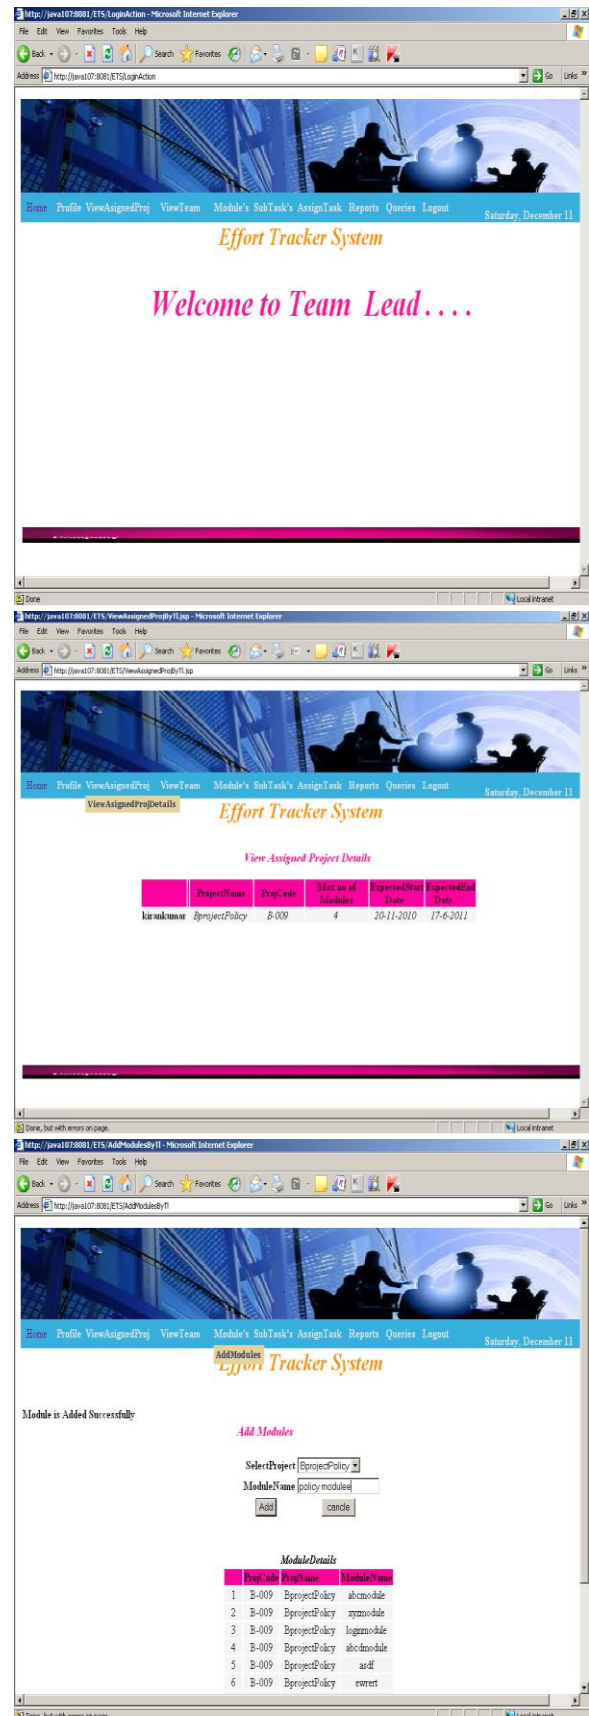 http://java107:8081/ETS/LoginAction - Microsoft Internet Explorer
File Edit View Favorites Tools Help
Back Search Favorites
Address http://java107:8081/ETS/LoginAction Go Links »
Home Profile ViewAsignedProj ViewTeam Module's SubTask's AssignTask Reports Queries Logout
Saturday, December 11
Effort Tracker System
Welcome to Team Lead . . . .
Done Local intranet
http://java107:8081/ETS/ViewAssignedProjByTl.jsp - Microsoft Internet Explorer
File Edit View Favorites Tools Help
Back Search Favorites
Address http://java107:8081/ETS/ViewAssignedProjByTl.jsp Go Links »
Home Profile ViewAsignedProj ViewTeam Module's SubTask's AssignTask Reports Queries Logout
Saturday, December 11
ViewAsignedProjDetails
Effort Tracker System
View Assigned Project Details
ProjectName ProjCode Max no of Modules ExpectedStart Date ExpectedEnd Date
kirankumar BprojectPolicy B-009 4 20-11-2010 17-6-2011
Done, but with errors on page. Local intranet
http://java107:8081/ETS/AddModulesByTl - Microsoft Internet Explorer
File Edit View Favorites Tools Help
Back Search Favorites
Address http://java107:8081/ETS/AddModulesByTl Go Links »
Home Profile ViewAsignedProj ViewTeam Module's SubTask's AssignTask Reports Queries Logout
Saturday, December 11
AddModules
Effort Tracker System
Module is Added Successfully
Add Modules
SelectProject BprojectPolicy
ModuleName policy modulee
Add cancle
ModuleDetails
ProjCode ProjName ModuleName
1 B-009 BprojectPolicy abcmodule
2 B-009 BprojectPolicy xyzmodule
3 B-009 BprojectPolicy loginmodule
4 B-009 BprojectPolicy abcdmodule
5 B-009 BprojectPolicy asdf
6 B-009 BprojectPolicy ewrert
Done, but with errors on page. Local intranet